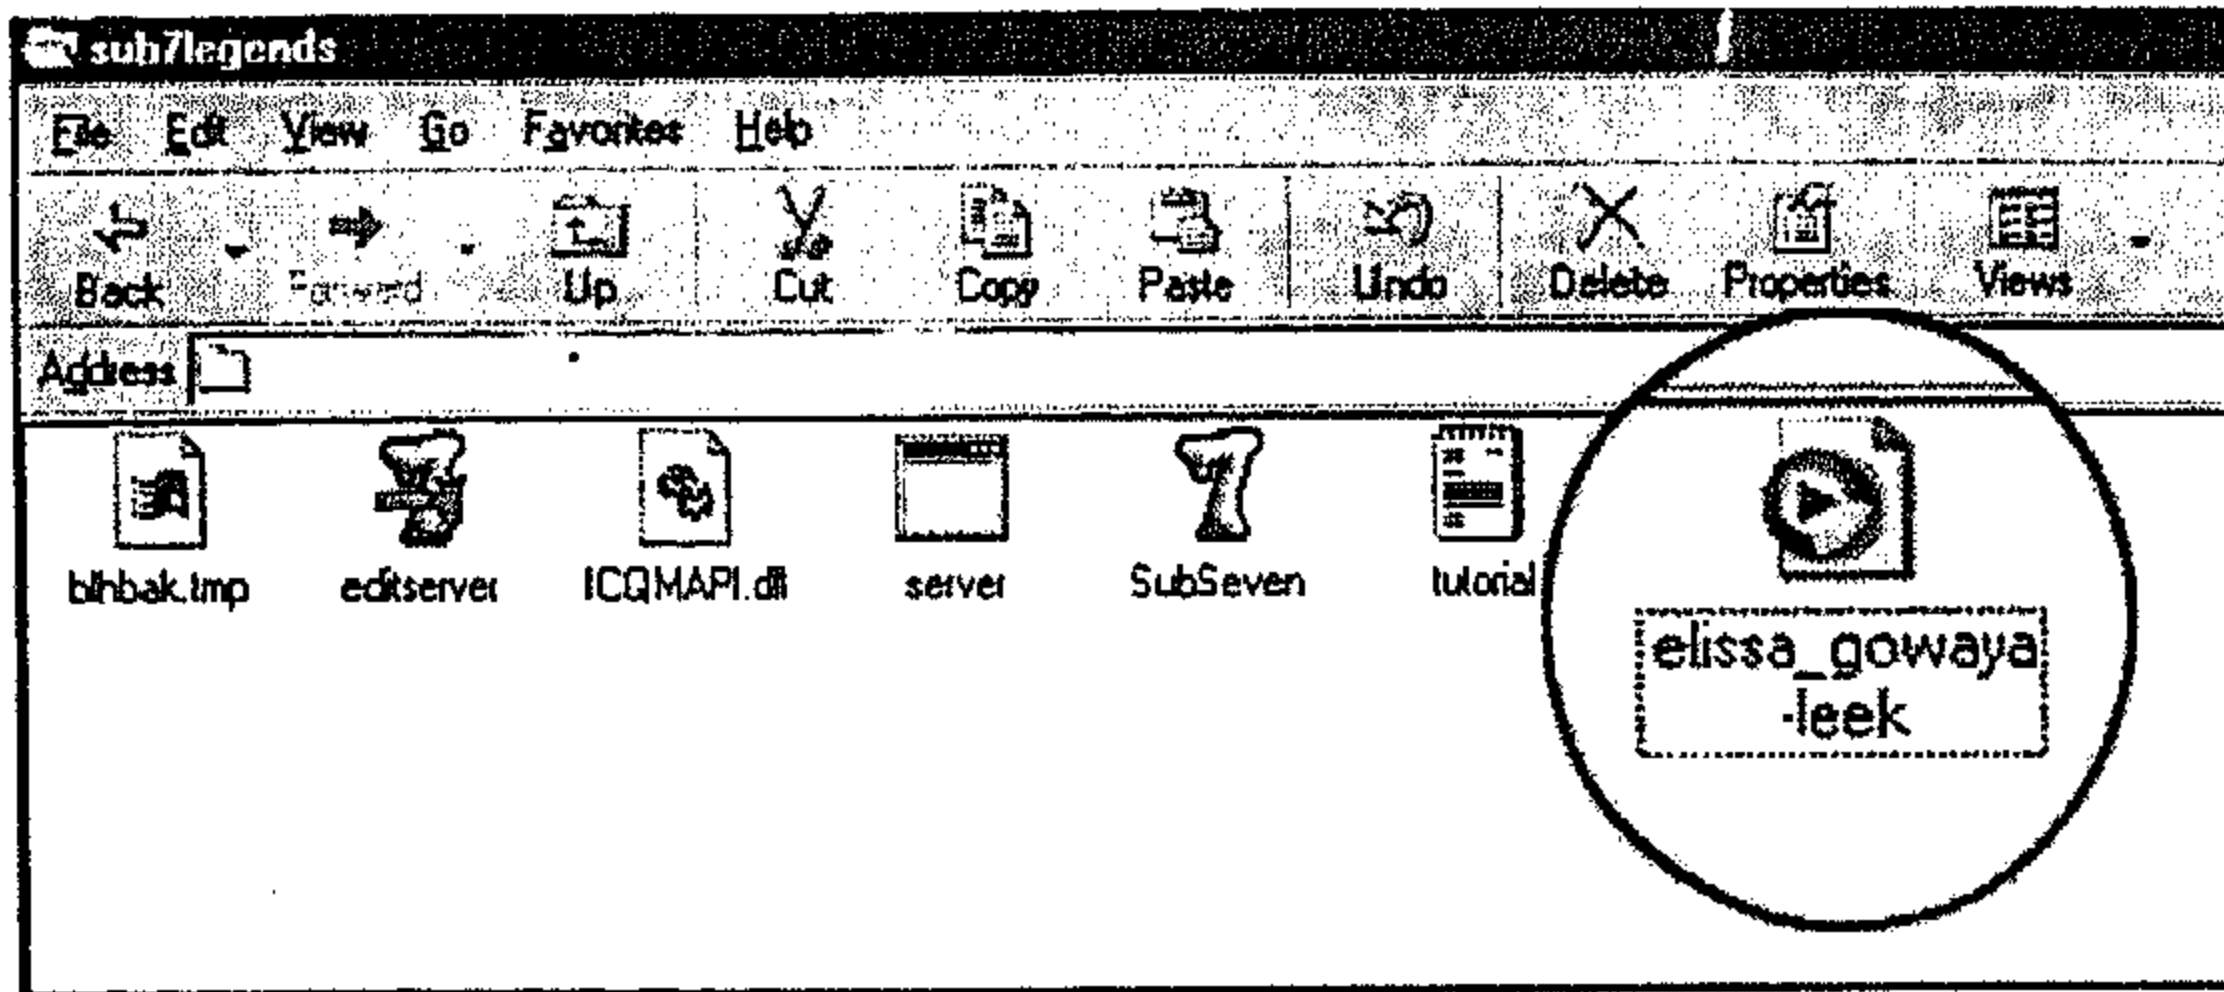 sub7legends
File Edit View Go Favorites Help
Back Forward Up Cut Copy Paste Undo Delete Properties Views
Address
blhbak.tmp editserver ICQMAPI.dll server SubSeven tutorial
elissa_gowaya
-leek